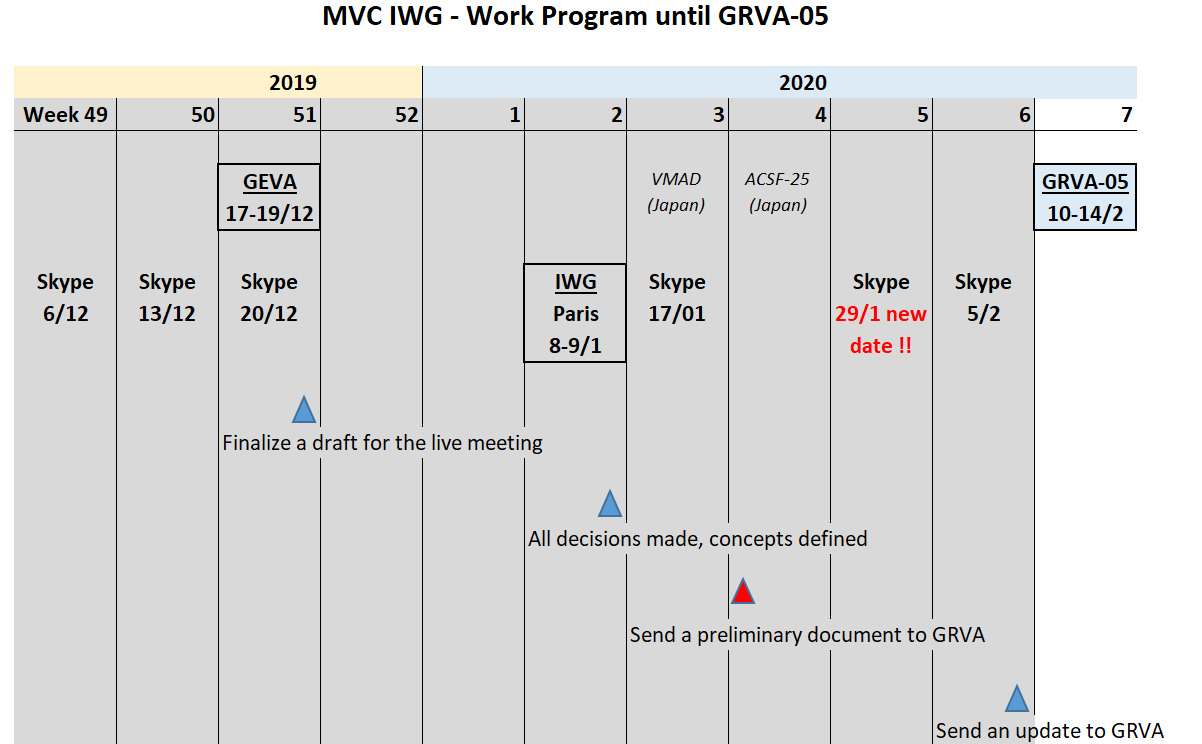 MVC IWG - Work Program until GRVA-05
2019 2020
Week 49 50 51 52 1 2 3 4 5 6 7
GEVA
17-19/12
VMAD
(Japan)
ACSF-25
(Japan)
GRVA-05
10-14/2
Skype
6/12
Skype
13/12
Skype
20/12
IWG
Paris
8-9/1
Skype
17/01
Skype
29/1 new
date !!
Skype
5/2
Finalize a draft for the live meeting
All decisions made, concepts defined
Send a preliminary document to GRVA
Send an update to GRVA